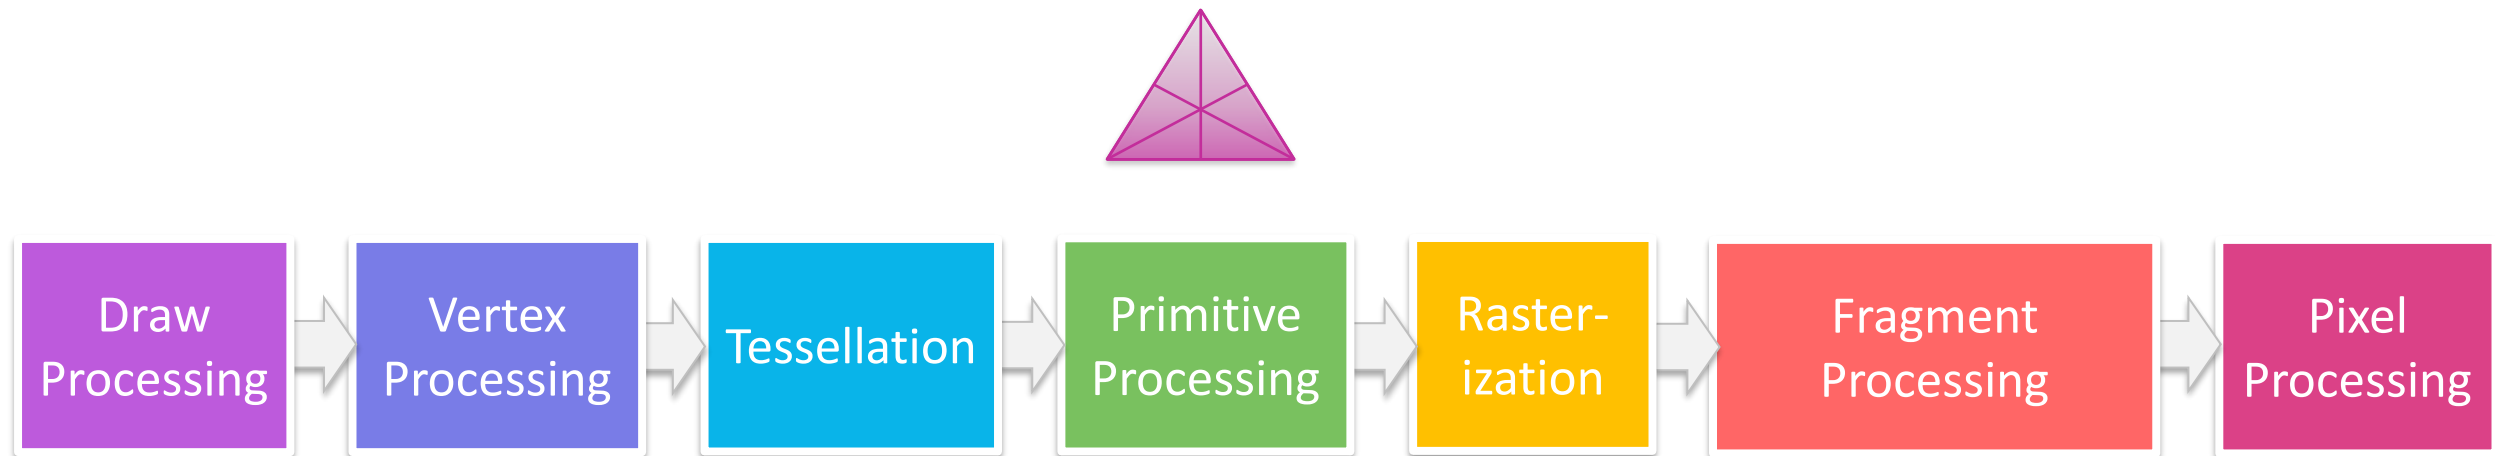 Draw
Processing
Vertex
Processing
Tessellation
Primitive
Processing
Raster-
ization
Fragment
Processing
Pixel
Processing